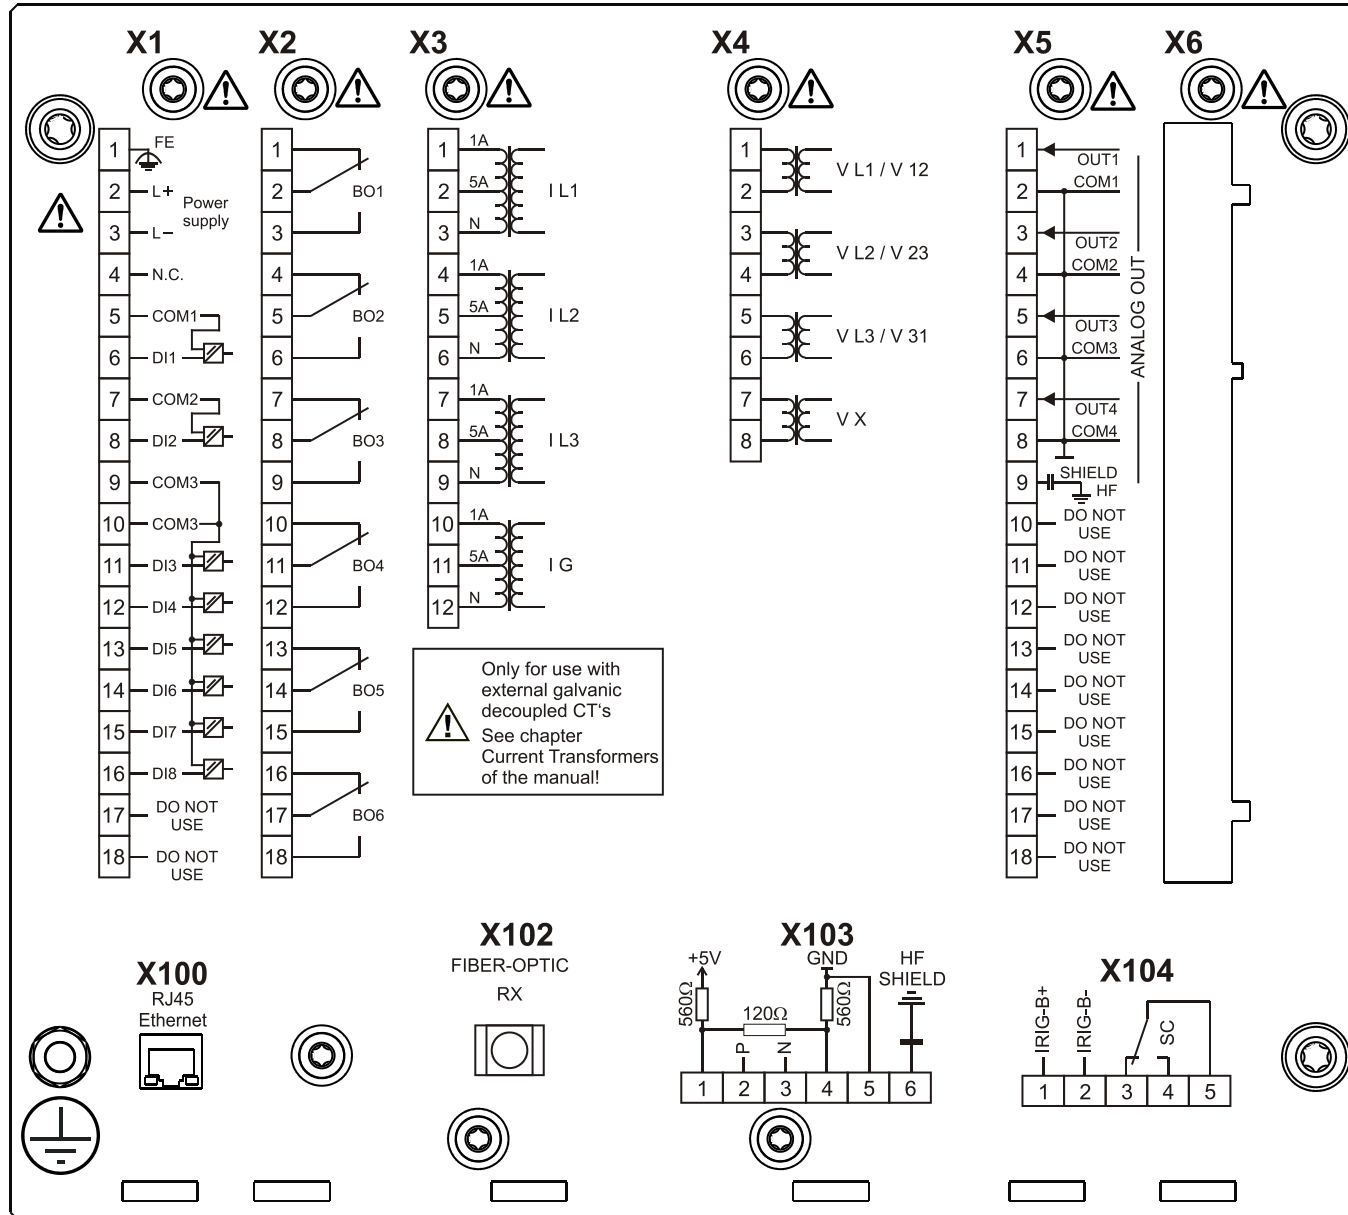 X1
X2
X3
X4
X5
X6
1 FE
2 L+
Power
supply
3 L–
4 N.C.
5 COM1
6 DI1
7 COM2
8 DI2
9 COM3
10 COM3
11 DI3
12 DI4
13 DI5
14 DI6
15 DI7
16 DI8
17 DO NOT
USE
18 DO NOT
USE
1
2 BO1
3
4
5 BO2
6
7
8 BO3
9
10
11 BO4
12
13
14 BO5
15
16
17 BO6
18
1 1A
2 5A I L1
3 N
4 1A
5 5A I L2
6 N
7 1A
8 5A I L3
9 N
10 1A
11 5A I G
12 N
Only for use with
external galvanic
decoupled CT's
See chapter
Current Transformers
of the manual!
1
V L1 / V 12
2
3
V L2 / V 23
4
5
V L3 / V 31
6
7
V X
8
1 OUT1
2 COM1
3 OUT2
4 COM2
5 OUT3
6 COM3
7 OUT4
8 COM4
ANALOG OUT
9 SHIELD
HF
10 DO NOT
USE
11 DO NOT
USE
12 DO NOT
USE
13 DO NOT
USE
14 DO NOT
USE
15 DO NOT
USE
16 DO NOT
USE
17 DO NOT
USE
18 DO NOT
USE
X100
RJ45
Ethernet
X102
FIBER-OPTIC
RX
X103
+5V
GND
HF
SHIELD
560Ω
120Ω
560Ω
P
N
1 2 3 4 5 6
X104
IRIG-B+
IRIG-B-
SC
1 2 3 4 5